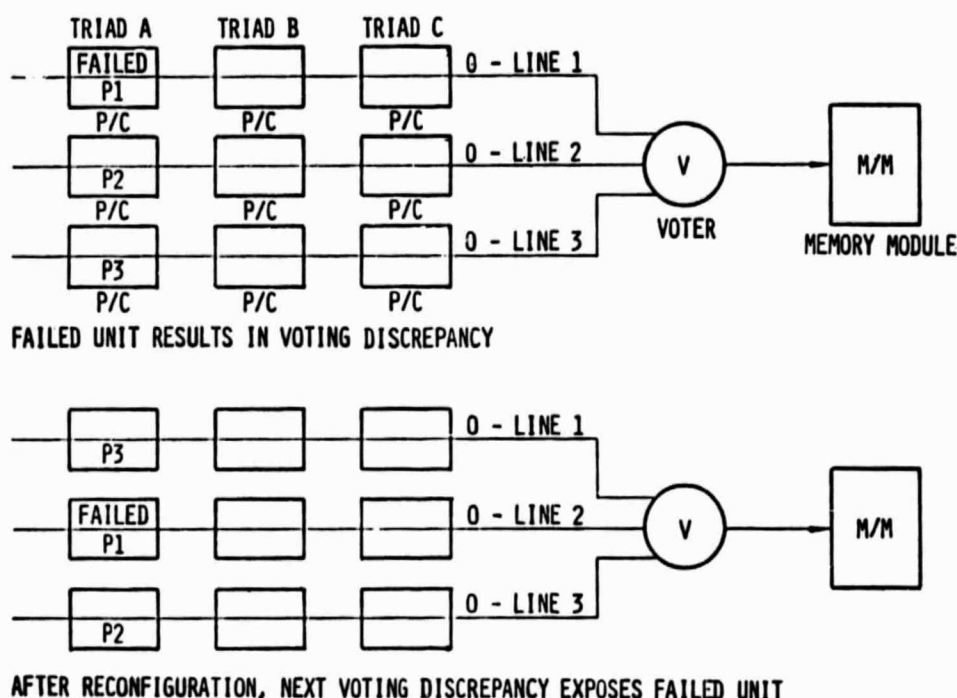 TRIAD A TRIAD B TRIAD C
FAILED
P1
0 - LINE 1
P/C P/C P/C
P2
0 - LINE 2
V
M/M
P/C P/C P/C
VOTER
P3
0 - LINE 3
MEMORY MODULE
P/C P/C P/C
FAILED UNIT RESULTS IN VOTING DISCREPANCY
P3
0 - LINE 1
FAILED
P1
0 - LINE 2
V
M/M
P2
0 - LINE 3
AFTER RECONFIGURATION, NEXT VOTING DISCREPANCY EXPOSES FAILED UNIT